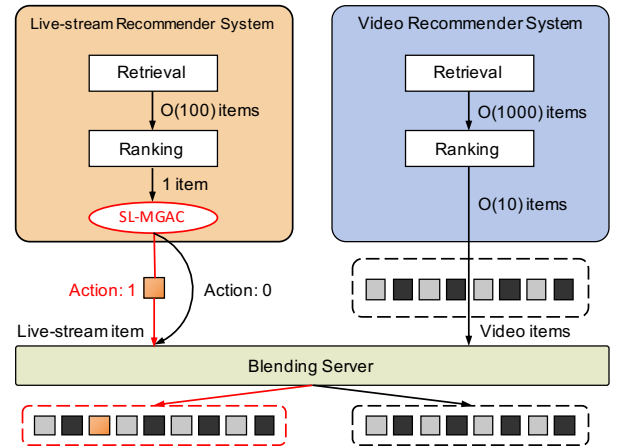 Live-stream Recommender System
Retrieval
O(100) items
Ranking
1 item
SL-MGAC
Action: 1
Action: 0
Live-stream item
Video Recommender System
Retrieval
O(1000) items
Ranking
O(10) items
Video items
Blending Server